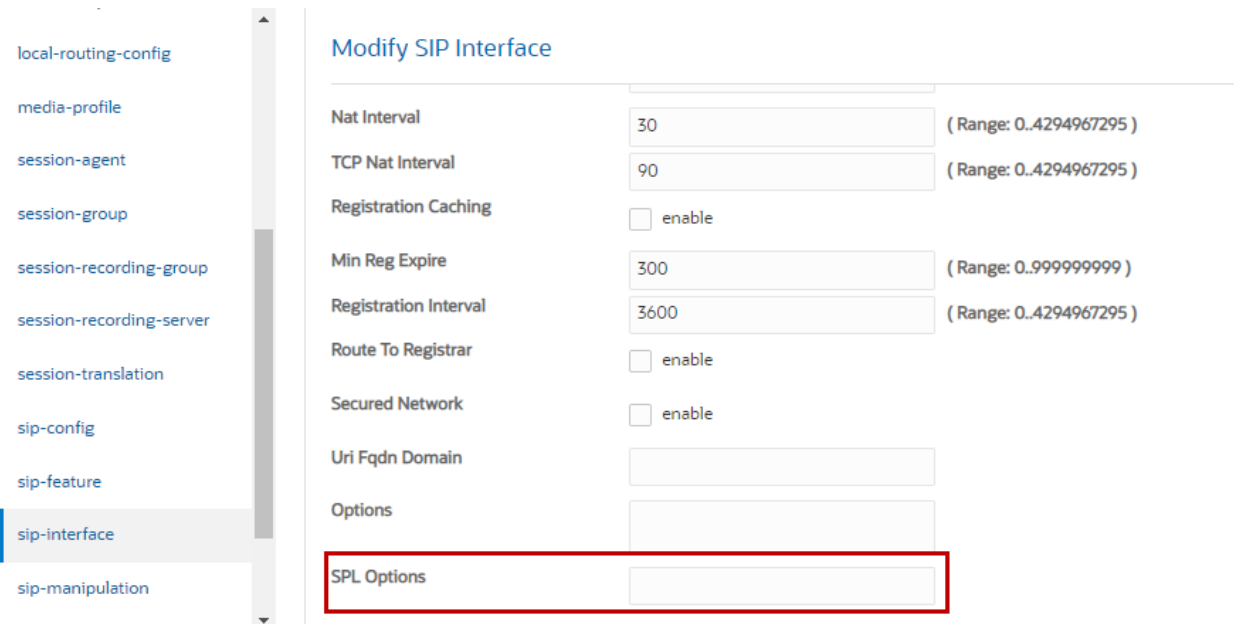 local-routing-config
media-profile
session-agent
session-group
session-recording-group
session-recording-server
session-translation
sip-config
sip-feature
sip-interface
sip-manipulation
Modify SIP Interface
Nat Interval 30 ( Range: 0..4294967295 )
TCP Nat Interval 90 ( Range: 0..4294967295 )
Registration Caching enable
Min Reg Expire 300 ( Range: 0..999999999 )
Registration Interval 3600 ( Range: 0..4294967295 )
Route To Registrar enable
Secured Network enable
Uri Fqdn Domain
Options
SPL Options